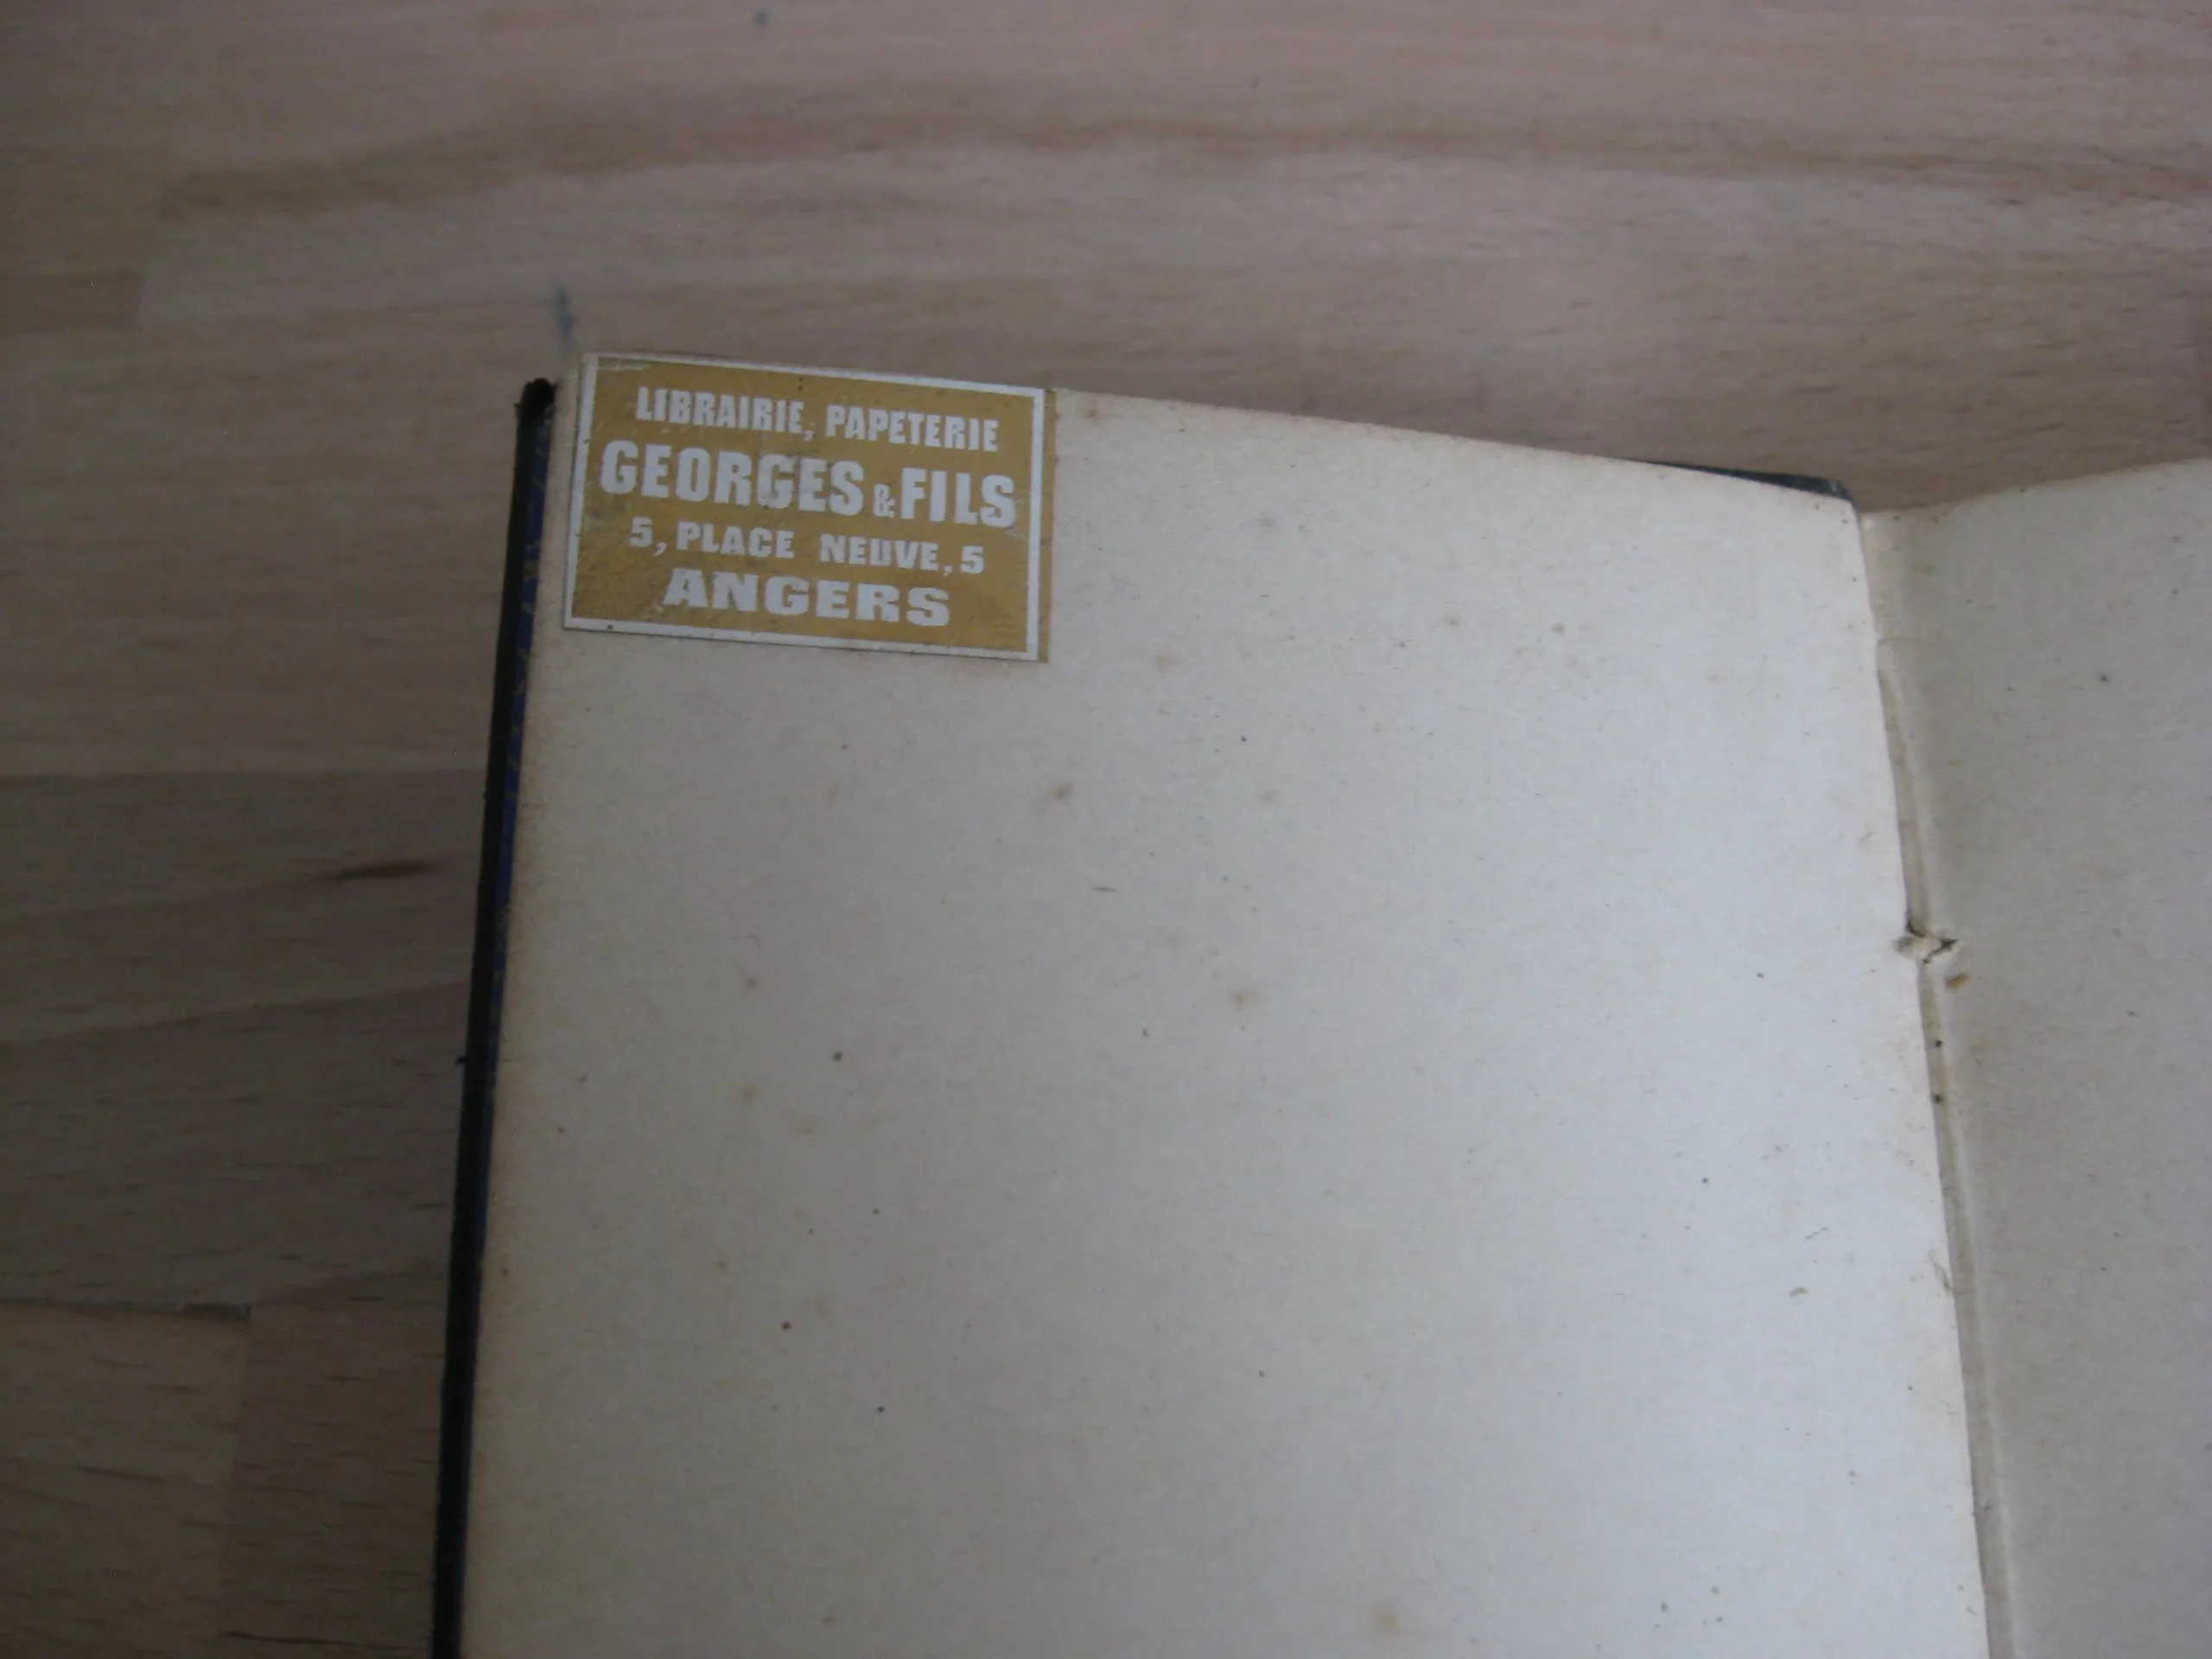 LIBRAIRIE, PAPETERIE
GEORGES & FILS
5, PLACE NEUVE, 5
ANGERS